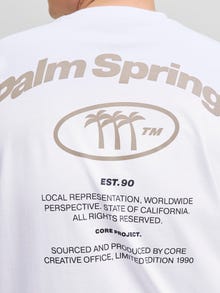 Palm Spring
TM
EST.90
LOCAL REPRESENTATION, WORLDWIDE
PERSPECTIVE. STATE OF CALIFORNIA.
ALL RIGHTS RESERVED.
CORE PROJECT.
SOURCED AND PRODUCED BY CORE
CREATIVE OFFICE, LIMITED EDITION 1990